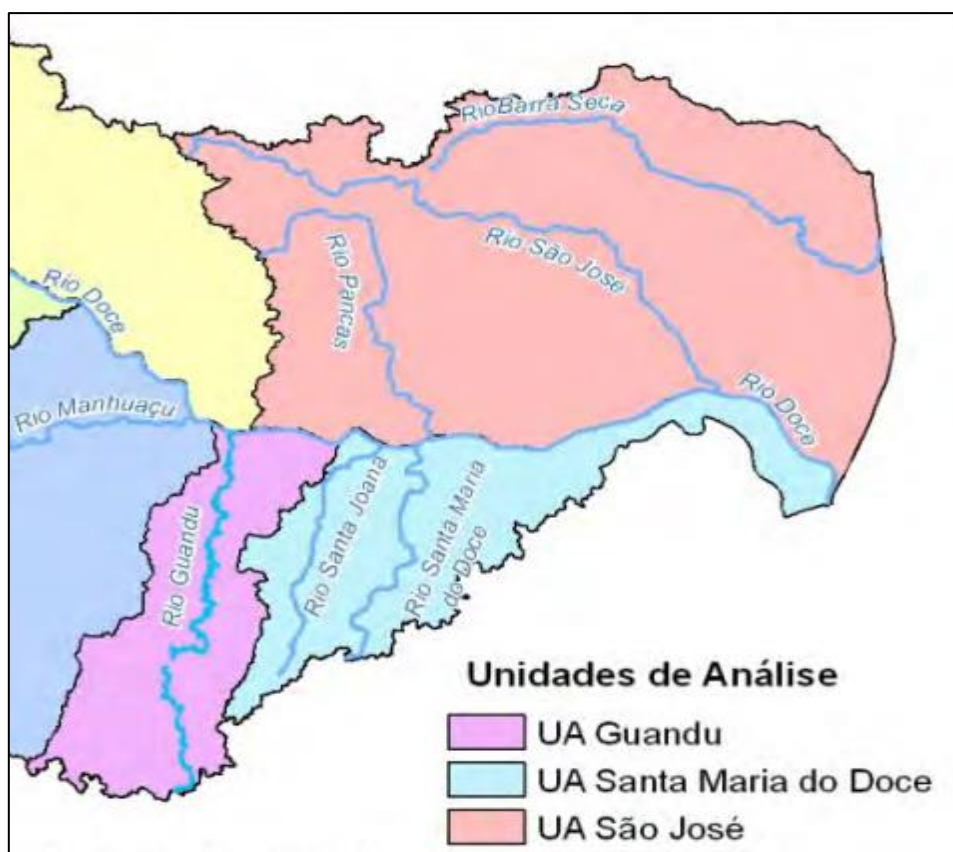 Rio Barra Seca
Rio São José
Rio Pancas
Rio Doce
Rio Manhuaçu
Rio Doce
Rio Guandu
Rio Santa Joana
Rio Santa Maria
do Doce
Unidades de Análise
UA Guandu
UA Santa Maria do Doce
UA São José